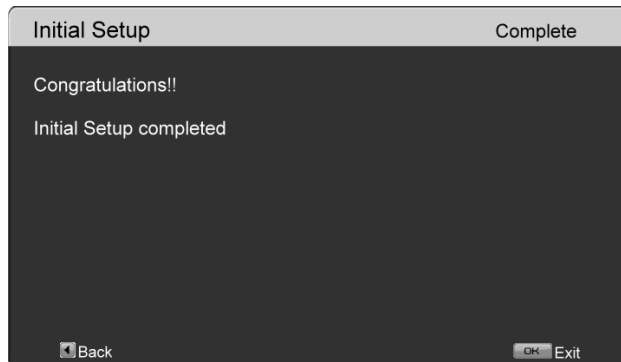 Initial Setup Complete
Congratulations!!
Initial Setup completed
Back OK Exit